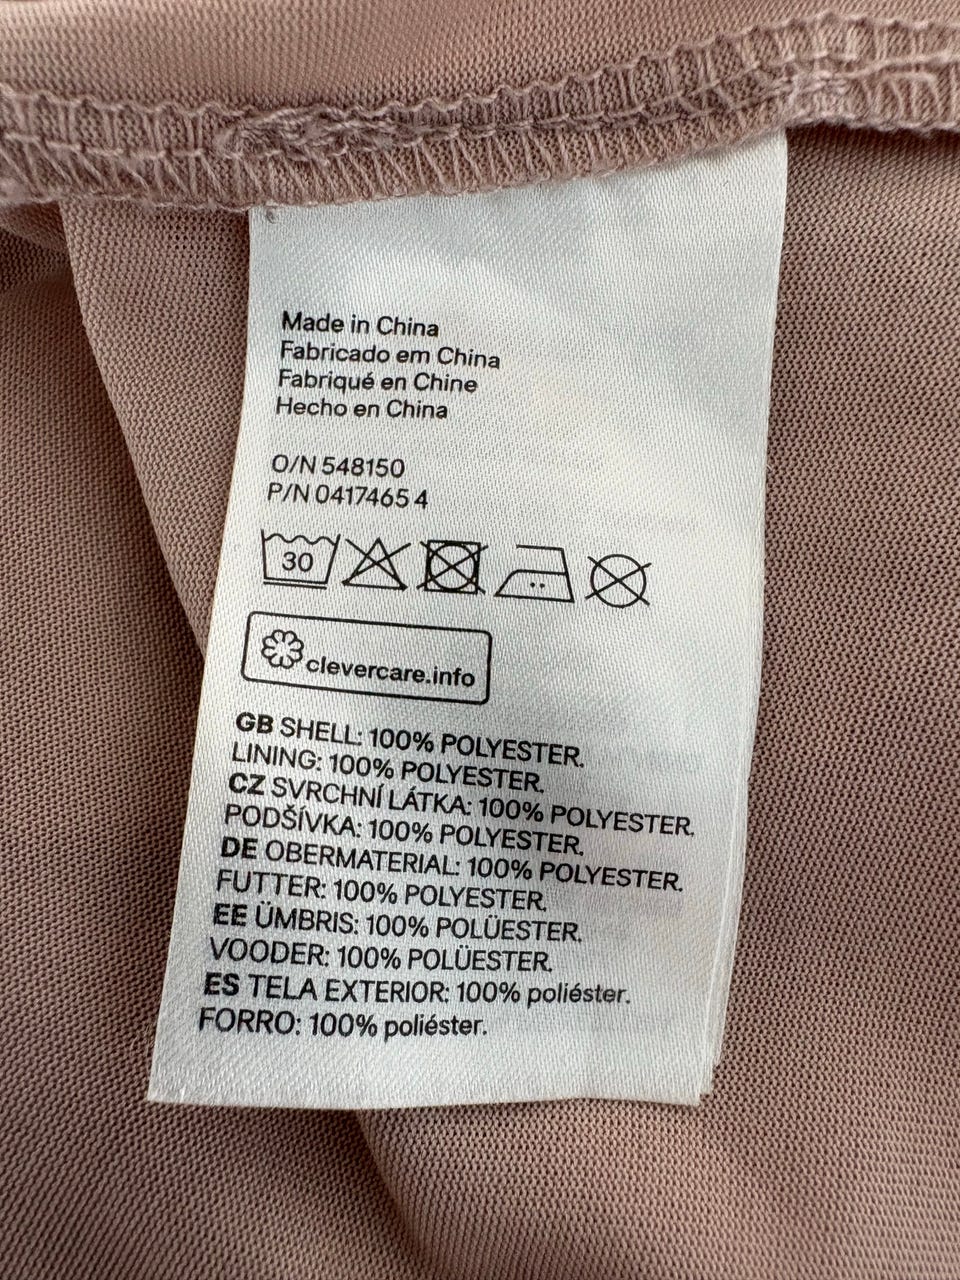 Made in China
Fabricado em China
Fabriqué en Chine
Hecho en China
O/N 548150
P/N 0417465 4
30
clevercare.info
GB SHELL: 100% POLYESTER.
LINING: 100% POLYESTER.
CZ SVRCHNÍ LÁTKA: 100% POLYESTER.
PODŠÍVKA: 100% POLYESTER.
DE OBERMATERIAL: 100% POLYESTER.
FUTTER: 100% POLYESTER.
EE ÜMBRIS: 100% POLÜESTER.
VOODER: 100% POLÜESTER.
ES TELA EXTERIOR: 100% poliéster.
FORRO: 100% poliéster.